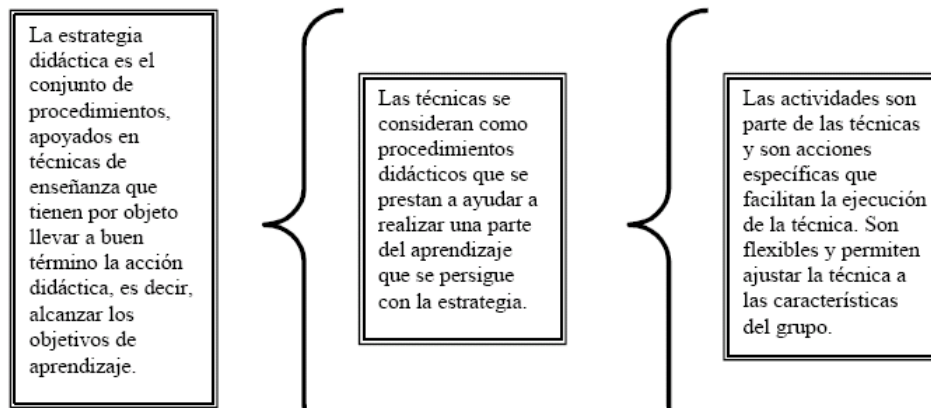 La estrategia
didáctica es el
conjunto de
procedimientos,
apoyados en
técnicas de
enseñanza que
tienen por objeto
llevar a buen
término la acción
didáctica, es decir,
alcanzar los
objetivos de
aprendizaje.
Las técnicas se
consideran como
procedimientos
didácticos que se
prestan a ayudar a
realizar una parte
del aprendizaje
que se persigue
con la estrategia.
Las actividades son
parte de las técnicas
y son acciones
específicas que
facilitan la ejecución
de la técnica. Son
flexibles y permiten
ajustar la técnica a
las características
del grupo.